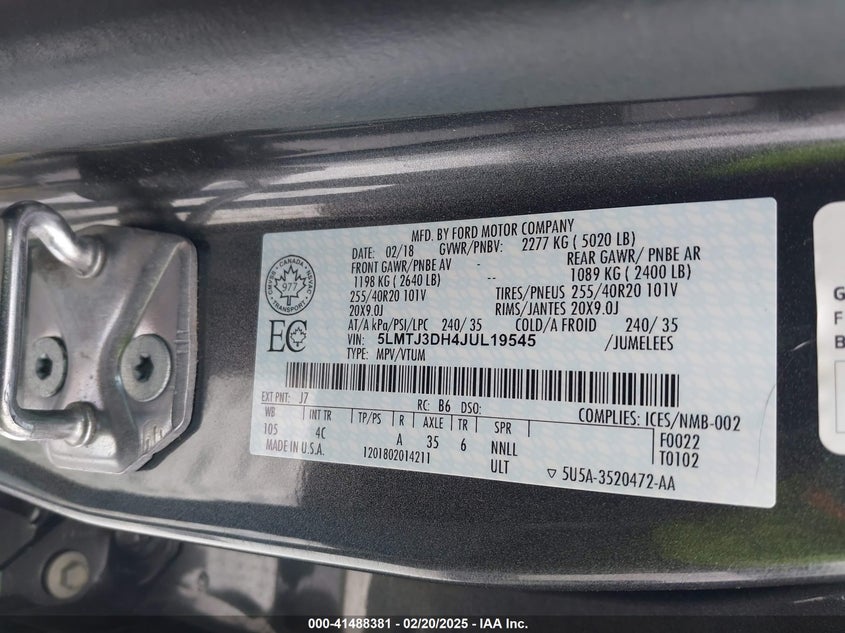 MFD. BY FORD MOTOR COMPANY
DATE: 02/18 GVWR/PNBV: 2277 KG ( 5020 LB)
FRONT GAWR/PNBE AV - REAR GAWR/ PNBE AR
1198 KG ( 2640 LB) 1089 KG ( 2400 LB)
255/40R20 101V TIRES/PNEUS 255/40R20 101V
20X9.0J RIMS/JANTES 20X9.0J
AT/A kPa/PSI/LPC 240/ 35 COLD/A FROID 240/ 35
VIN: 5LMTJ3DH4JUL19545 /JUMELEES
TYPE: MPV/VTUM
CANADA
977
TRANSPORT
EC
EXT PNT: J7 RC: B6 DSO: COMPLIES: ICES/NMB-002
WB INT TR TP/PS R AXLE TR SPR F0022
105 4C A 35 6 NNLL T0102
MADE IN U.S.A. 1201802014211 ULT ▽ 5U5A-3520472-AA
G
F
B
000-41488381 | 02/20/2025 — IAA Inc.